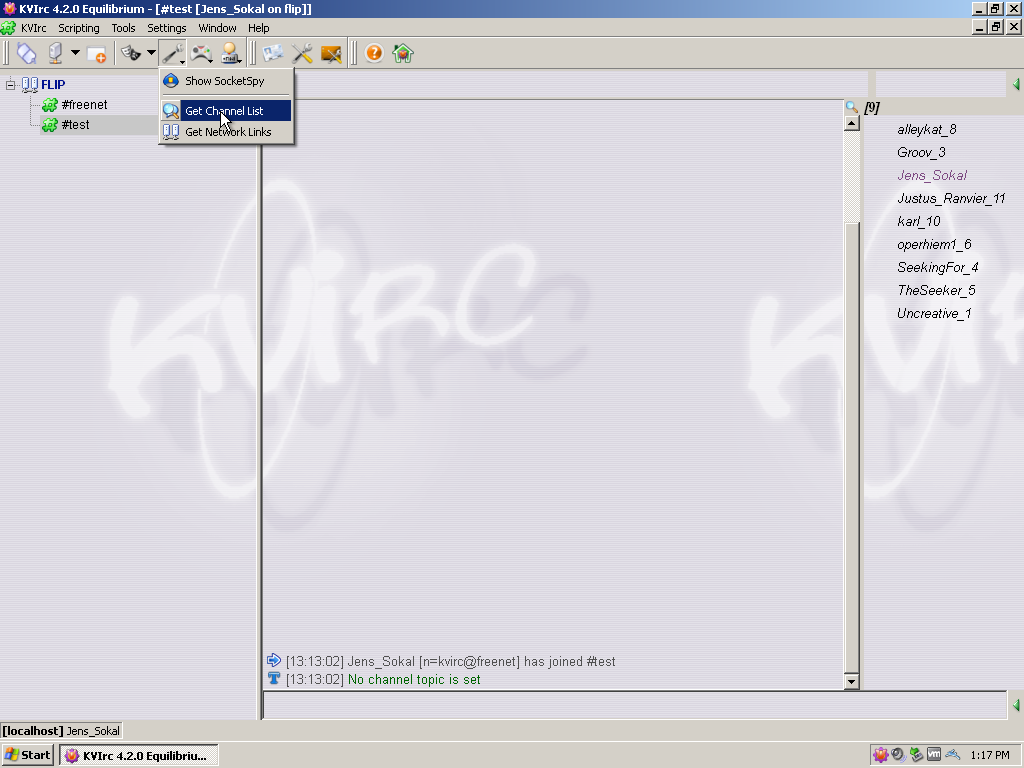 KVIrc 4.2.0 Equilibrium - [#test [Jens_Sokal on flip]]
KVIrc Scripting Tools Settings Window Help
Show SocketSpy
Get Channel List
Get Network Links
FLIP
#freenet
#test
[9]
alleykat_8
Groov_3
Jens_Sokal
Justus_Ranvier_11
karl_10
operhiem1_6
SeekingFor_4
TheSeeker_5
Uncreative_1
KVIrc
KVIrc
[13:13:02] Jens_Sokal [n=kvirc@freenet] has joined #test
[13:13:02] No channel topic is set
[localhost] Jens_Sokal
Start KVIrc 4.2.0 Equilibriu... 1:17 PM